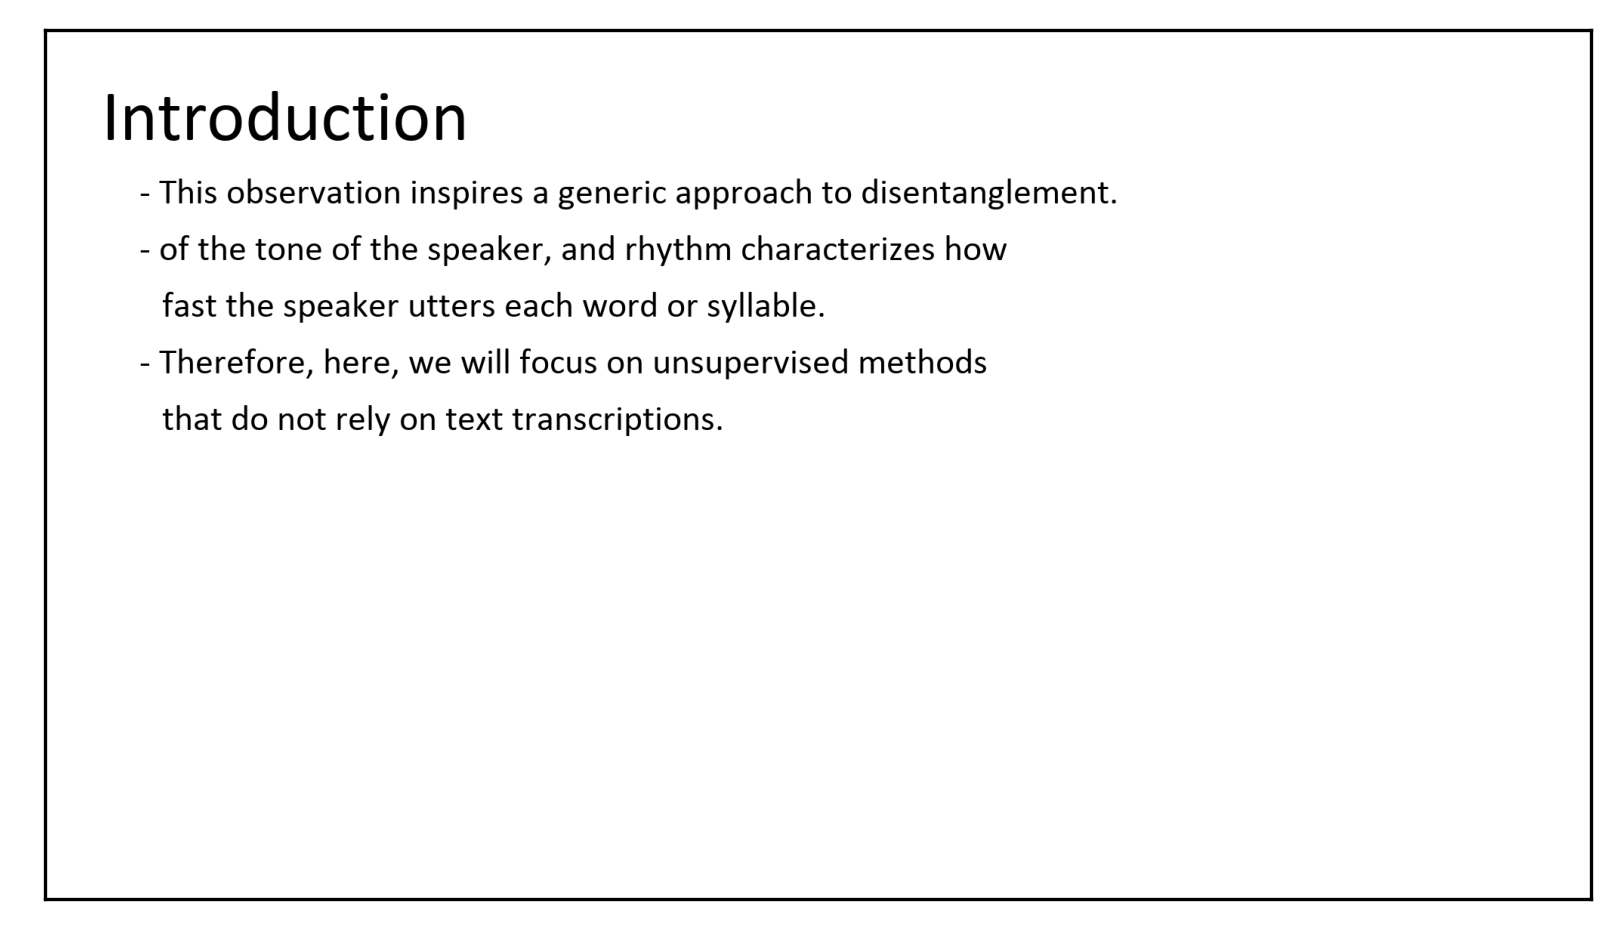 Introduction
- This observation inspires a generic approach to disentanglement.
- of the tone of the speaker, and rhythm characterizes how
fast the speaker utters each word or syllable.
- Therefore, here, we will focus on unsupervised methods
that do not rely on text transcriptions.